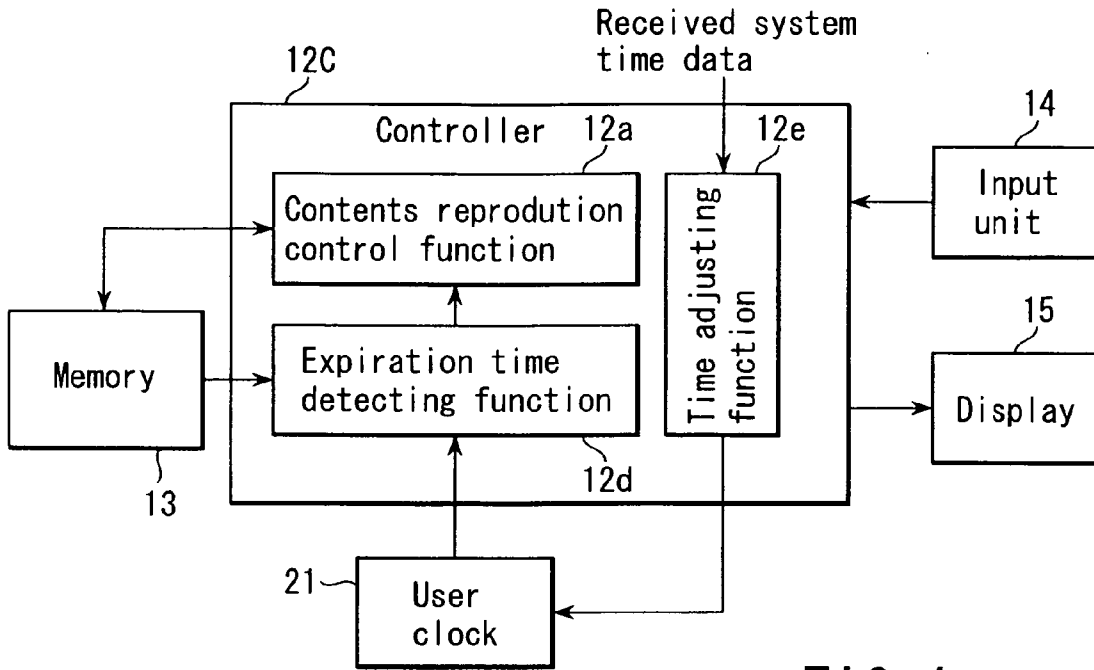 Received system
time data
12C
Controller
12a
12e
14
Contents reprodution
control function
Time adjusting
function
Input
unit
Memory
13
Expiration time
detecting function
12d
15
Display
21
User
clock